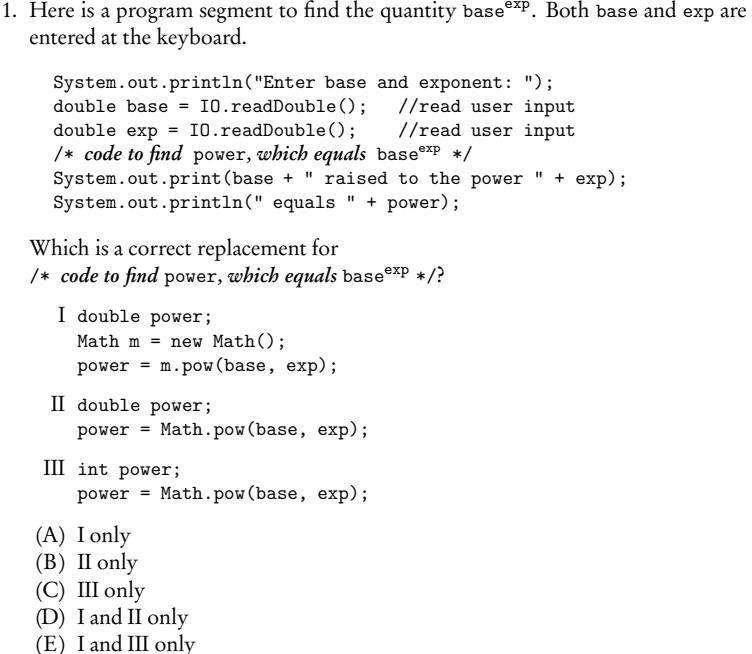 1. Here is a program segment to find the quantity base^exp. Both base and exp are
entered at the keyboard.
System.out.println("Enter base and exponent: ");
double base = IO.readDouble();   //read user input
double exp = IO.readDouble();    //read user input
/* code to find power, which equals base^exp */
System.out.print(base + " raised to the power " + exp);
System.out.println(" equals " + power);
Which is a correct replacement for
/* code to find power, which equals base^exp */?
I double power;
Math m = new Math();
power = m.pow(base, exp);
II double power;
power = Math.pow(base, exp);
III int power;
power = Math.pow(base, exp);
(A) I only
(B) II only
(C) III only
(D) I and II only
(E) I and III only